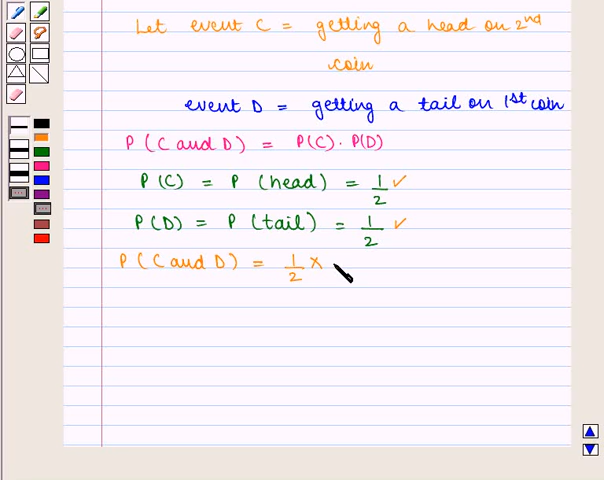 Let event C = getting a head on 2nd
coin
event D = getting a tail on 1st coin
P (C and D) = P(C) · P(D)
P (C) = P (head) = 1/2 ✓
P (D) = P (tail) = 1/2 ✓
P (C and D) = 1/2 ×